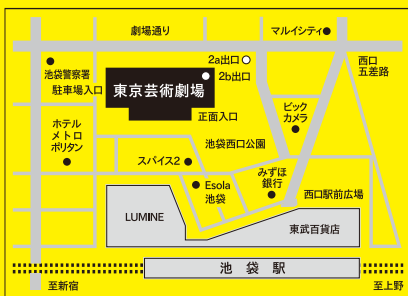 劇場通り
マルイシティ
2a出口
西口
五差路
池袋警察署
駐車場入口
2b出口
東京芸術劇場
正面入口
ビック
カメラ
ホテル
メトロ
ポリタン
池袋西口公園
スパイス2
みずほ
銀行
Esola
池袋
西口駅前広場
LUMINE
東武百貨店
池袋駅
至新宿
至上野